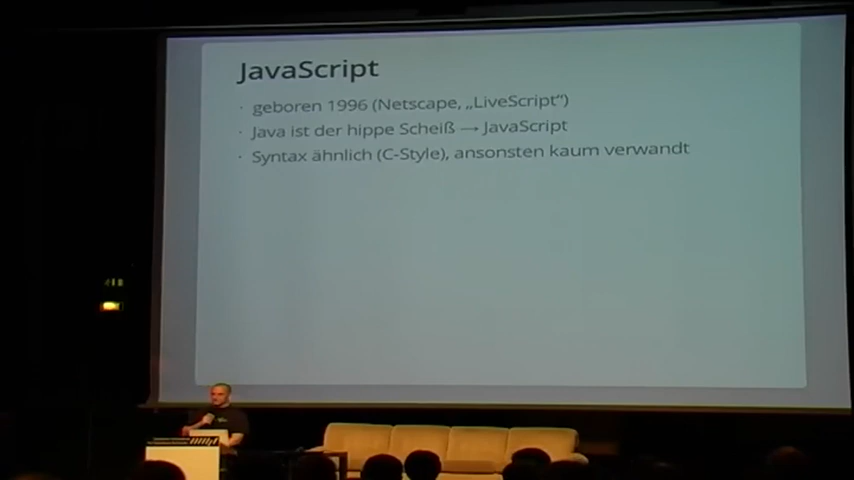 JavaScript
· geboren 1996 (Netscape, „LiveScript“)
· Java ist der hippe Scheiß → JavaScript
· Syntax ähnlich (C-Style), ansonsten kaum verwandt